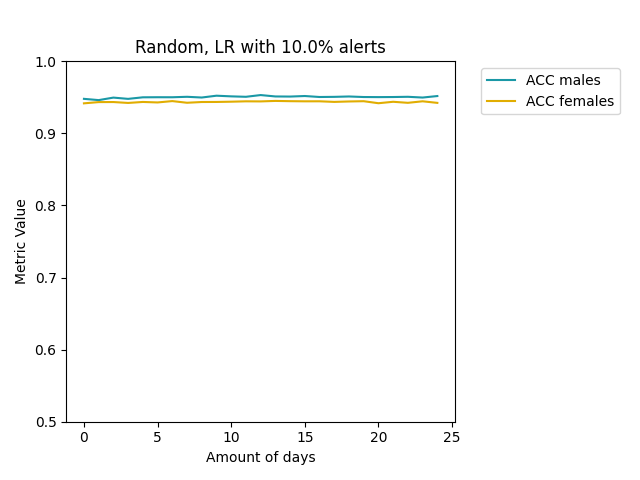 Random, LR with 10.0% alerts
ACC males
ACC females
Metric Value
1.0
0.9
0.8
0.7
0.6
0.5
0 5 10 15 20 25
Amount of days